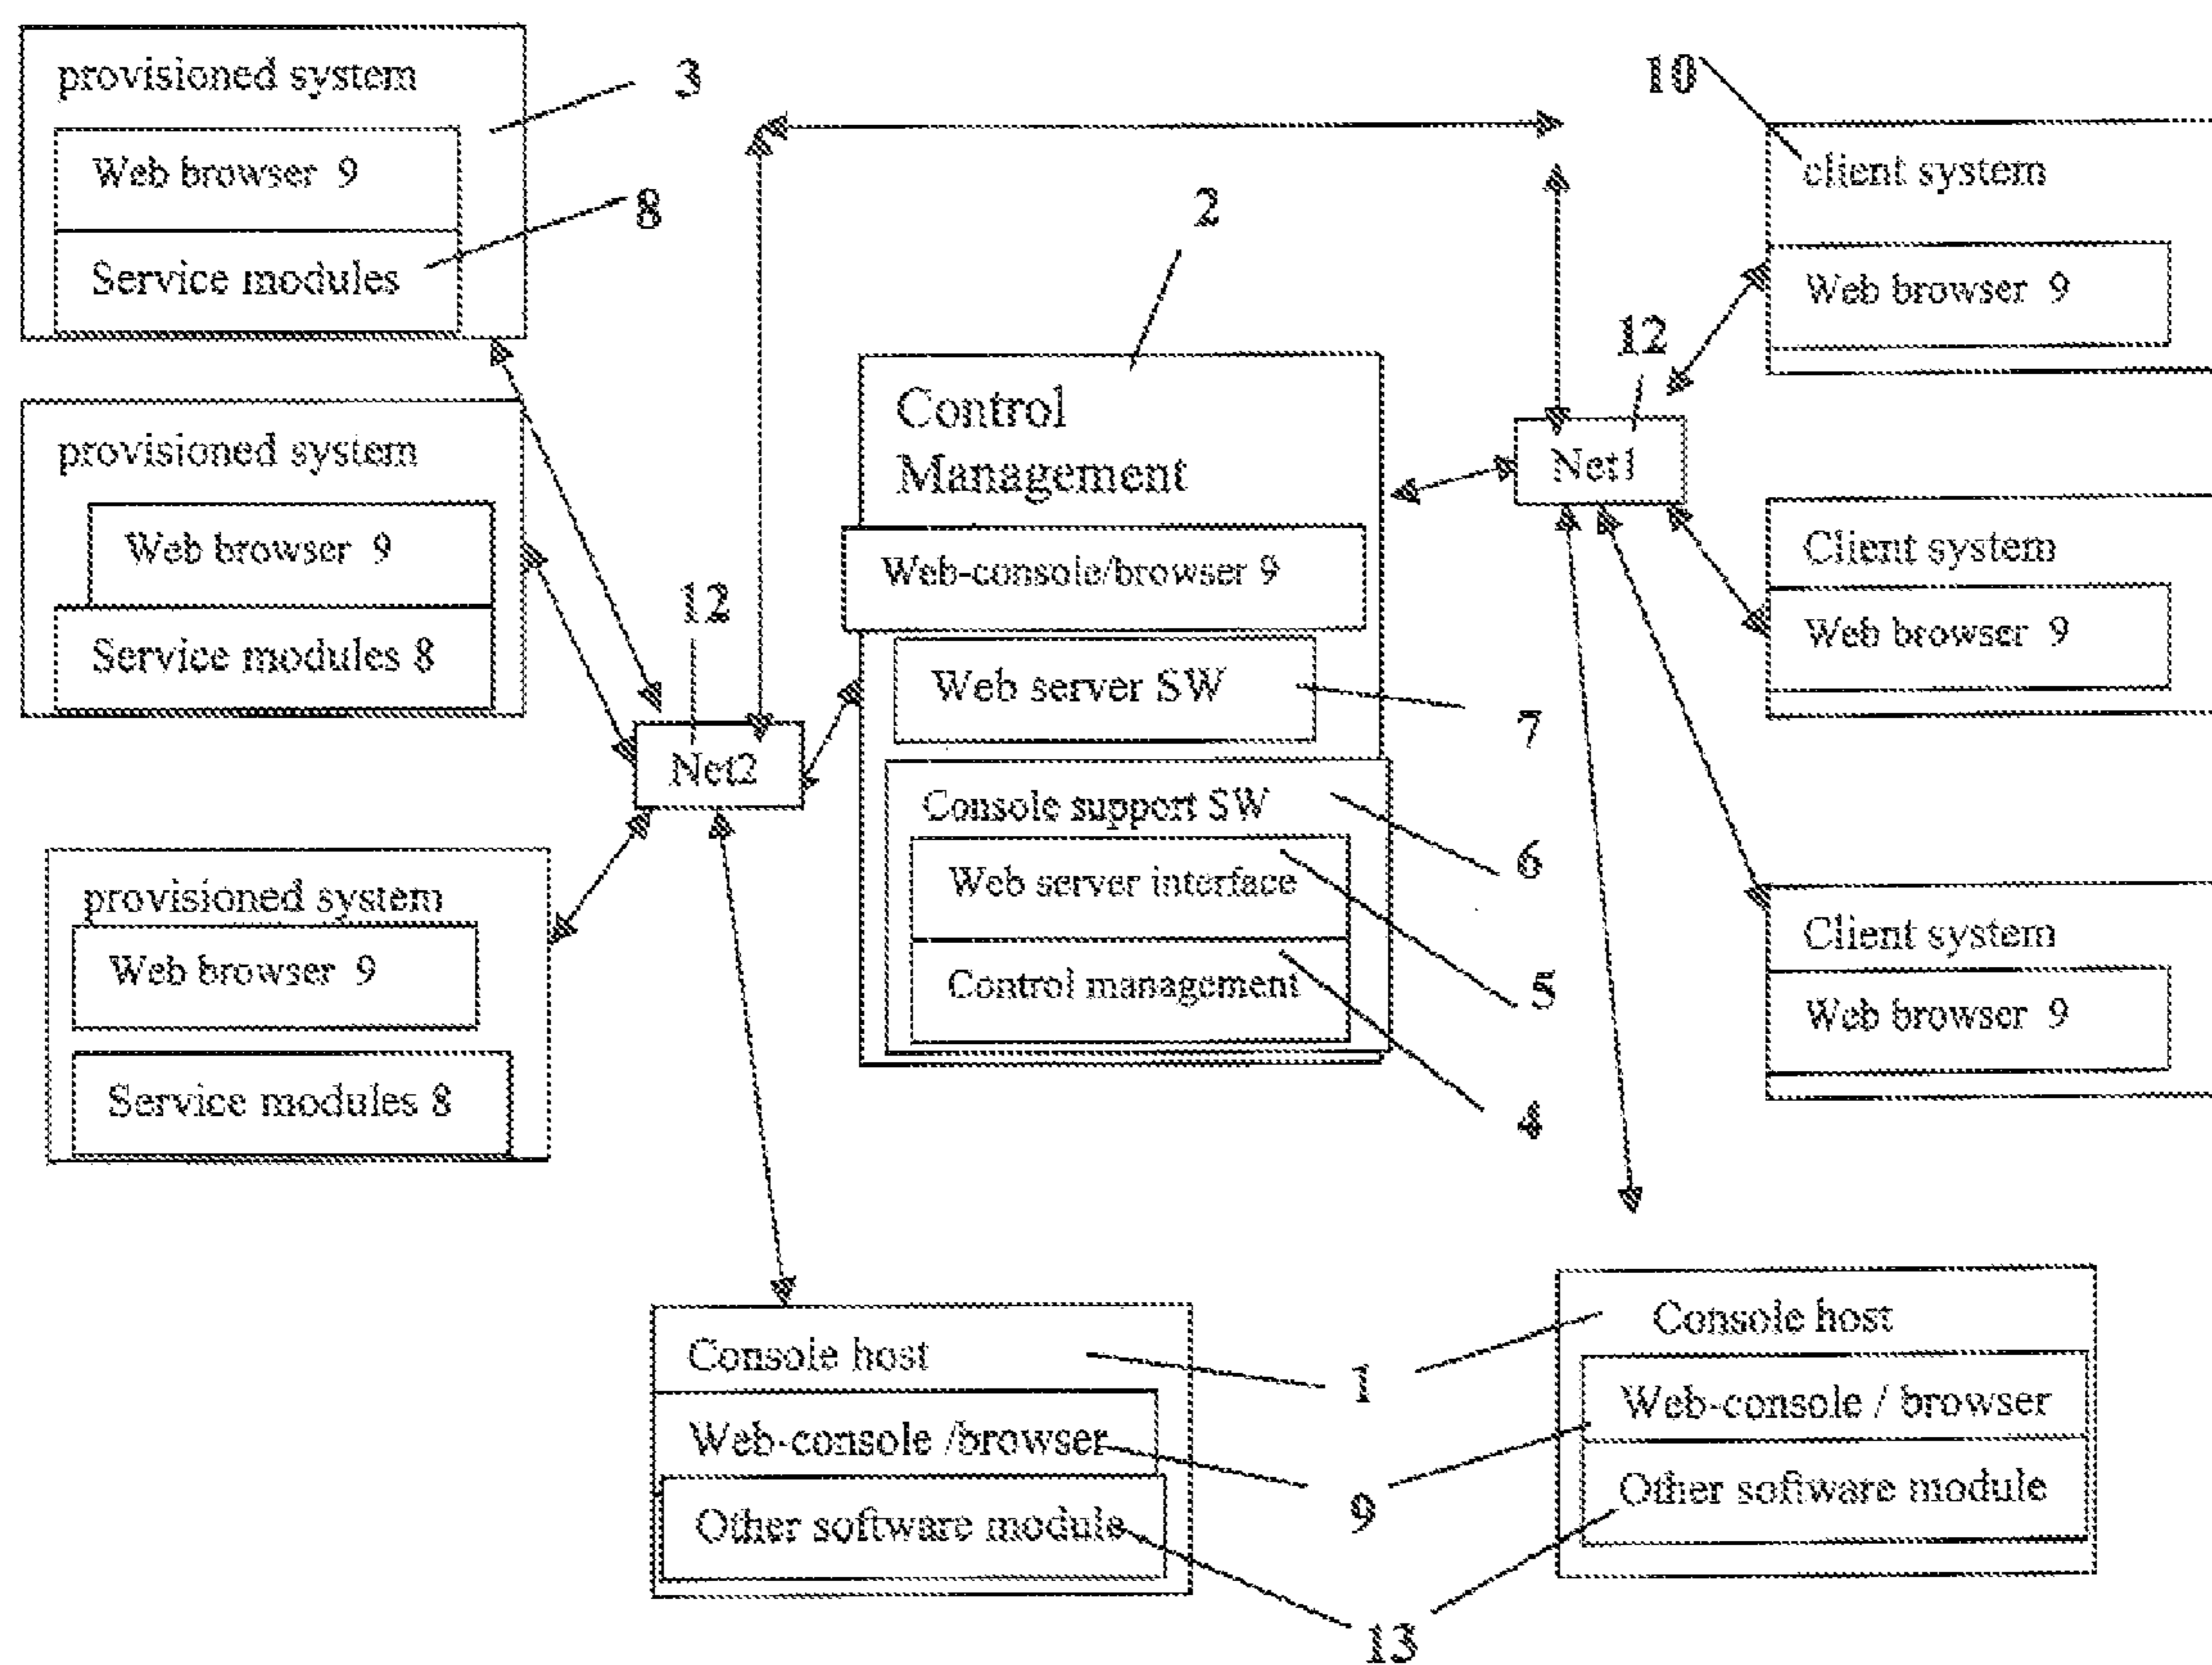 provisioned system
3
Web browser 9
8
Service modules
provisioned system
Web browser 9
Service modules 8
provisioned system
Web browser 9
Service modules 8
12
Net2
2
Control
Management
Web-console/browser 9
Web server SW
7
Console support SW
6
Web server interface
5
Control management
4
12
Net1
10
client system
Web browser 9
Client system
Web browser 9
Client system
Web browser 9
Console host
1
Web-console /browser
9
Other software module
13
Console host
Web-console / browser
Other software module